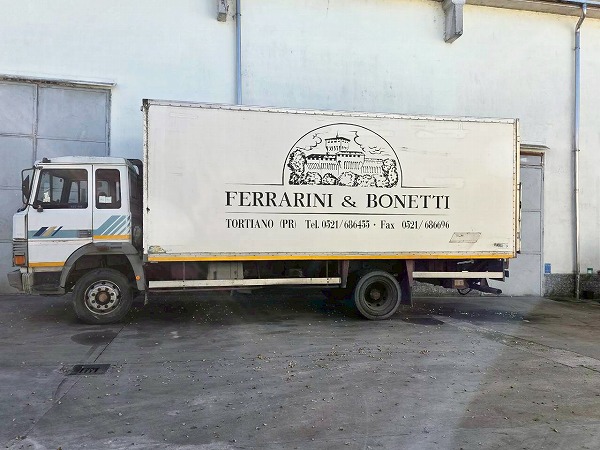 FERRARINI & BONETTI
TORTIANO (PR) Tel. 0521/686455 • Fax 0521/686696